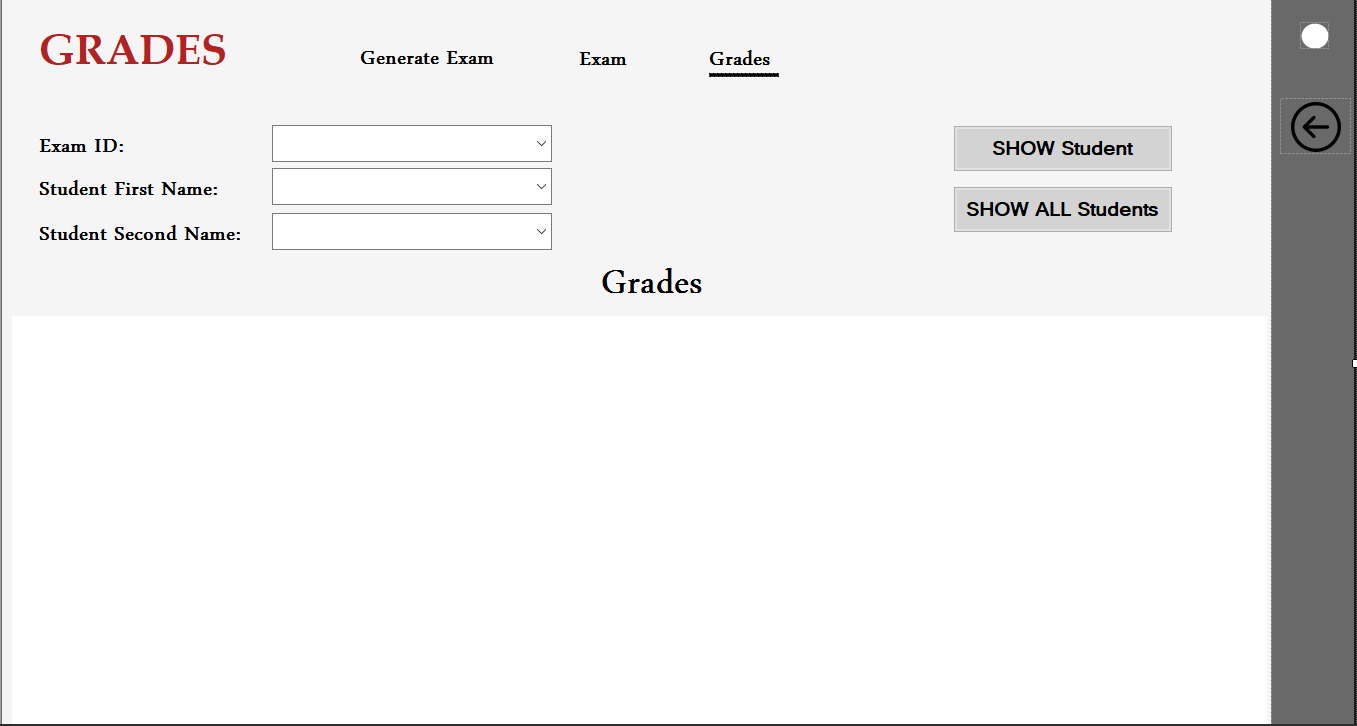 GRADES
Generate Exam
Exam
Grades
Exam ID:
SHOW Student
Student First Name:
SHOW ALL Students
Student Second Name:
Grades